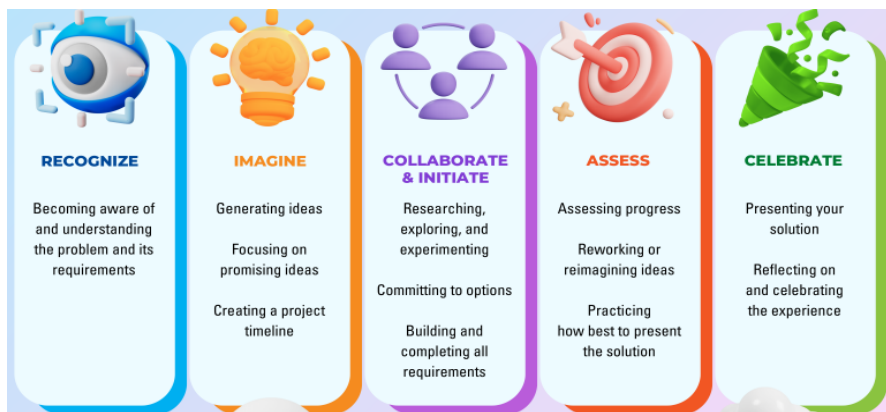 RECOGNIZE
Becoming aware of
and understanding
the problem and its
requirements
IMAGINE
Generating ideas
Focusing on
promising ideas
Creating a project
timeline
COLLABORATE
& INITIATE
Researching,
exploring, and
experimenting
Committing to options
Building and
completing all
requirements
ASSESS
Assessing progress
Reworking or
reimagining ideas
Practicing
how best to present
the solution
CELEBRATE
Presenting your
solution
Reflecting on
and celebrating
the experience